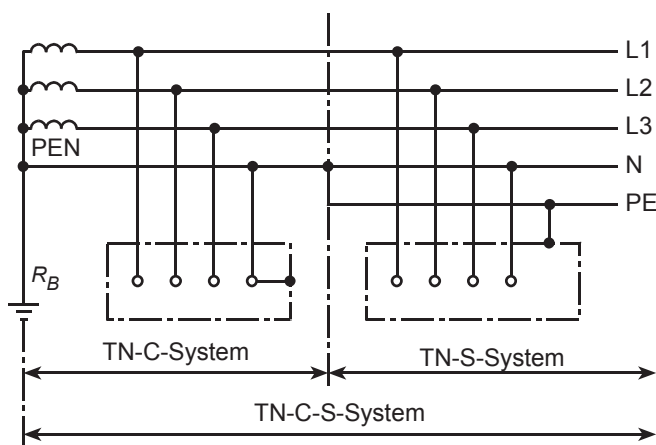 L1
L2
L3
PEN
N
PE
R_B
TN-C-System
TN-S-System
TN-C-S-System